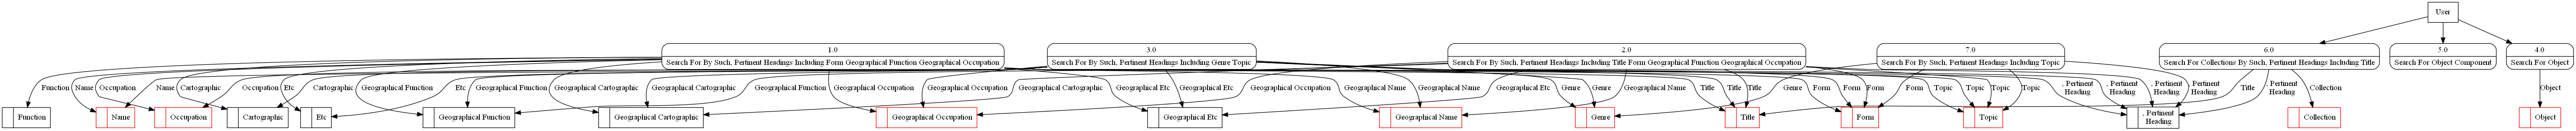 User
1.0
3.0
2.0
7.0
6.0
5.0
4.0
Search For By Such, Pertinent Headings Including Form Geographical Function Geographical Occupation
Search For By Such, Pertinent Headings Including Genre Topic
Search For By Such, Pertinent Headings Including Title Form Geographical Function Geographical Occupation
Search For By Such, Pertinent Headings Including Topic
Search For Collections By Such, Pertinent Headings Including Title
Search For Object Component
Search For Object
Function
Name
Occupation
Name
Cartographic
Occupation
Etc
Cartographic
Geographical Function
Etc
Geographical Function
Geographical Cartographic
Geographical Cartographic
Geographical Function
Geographical Occupation
Geographical Occupation
Geographical Cartographic
Geographical Etc
Geographical Etc
Geographical Occupation
Geographical Name
Geographical Name
Geographical Etc
Genre
Genre
Geographical Name
Title
Title
Title
Genre
Form
Form
Form
Form
Topic
Topic
Topic
Topic
, Pertinent
Heading
, Pertinent
Heading
, Pertinent
Heading
, Pertinent
Heading
Title
, Pertinent
Heading
Collection
Object
Function
Name
Occupation
Cartographic
Etc
Geographical Function
Geographical Cartographic
Geographical Occupation
Geographical Etc
Geographical Name
Genre
Title
Form
Topic
, Pertinent
Heading
Collection
Object